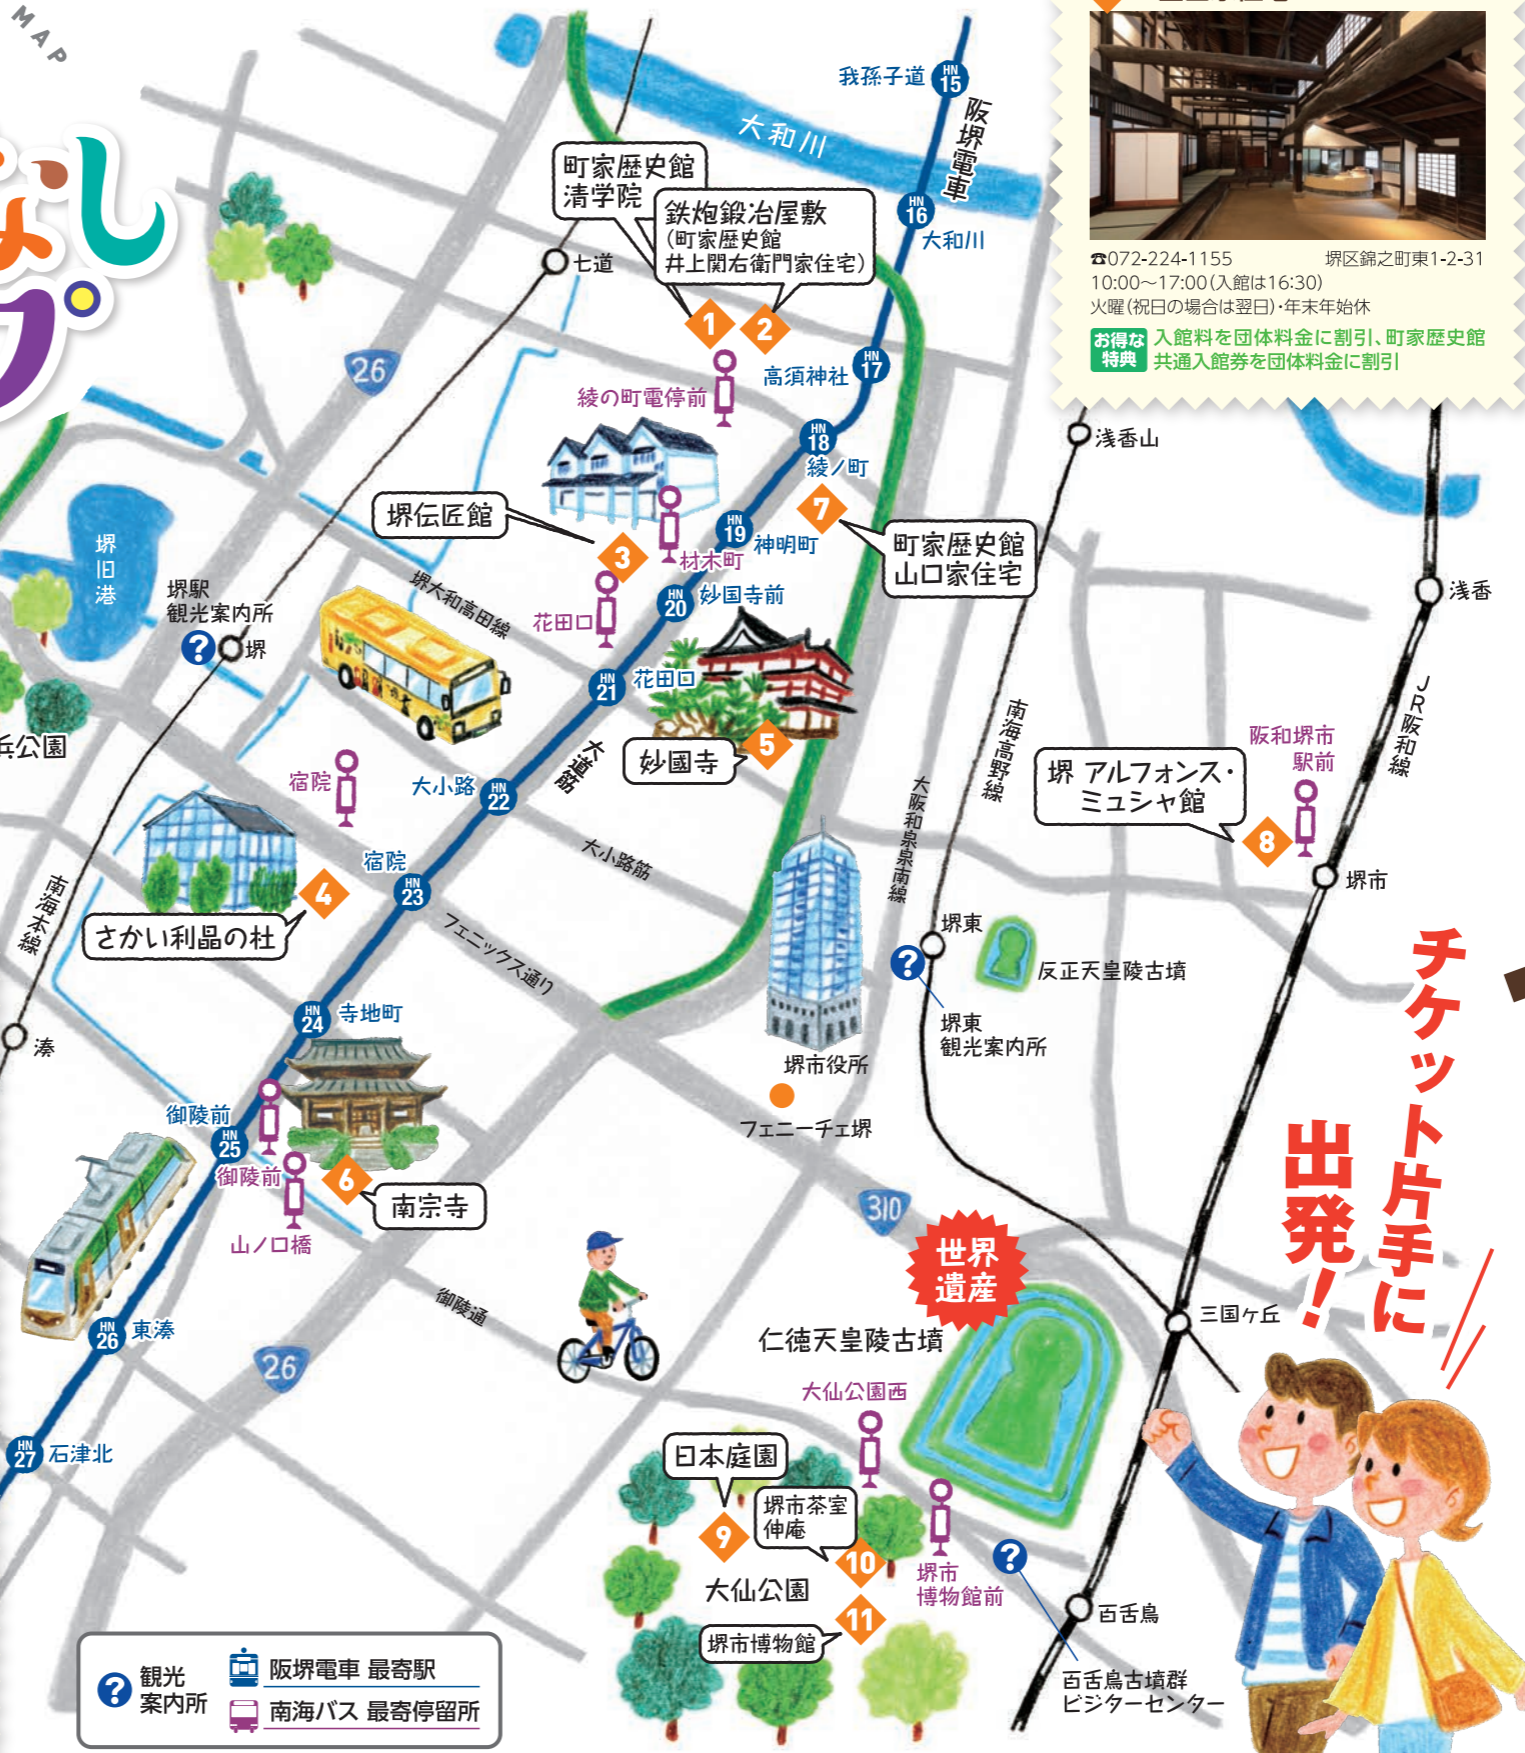 MAP
なし
プ
☎072-224-1155 堺区錦之町東1-2-31
10:00〜17:00(入館は16:30)
火曜(祝日の場合は翌日)・年末年始休
お得な
特典
入館料を団体料金に割引、町家歴史館
共通入館券を団体料金に割引
我孫子道
HN
15
阪堺電車
大和川
HN
16
大和川
町家歴史館
清学院
鉄炮鍛冶屋敷
(町家歴史館
井上関右衛門家住宅)
七道
1
2
26
高須神社
HN
17
綾の町電停前
HN
18
綾ノ町
浅香山
堺伝匠館
3
材木町
HN
19
神明町
7
町家歴史館
山口家住宅
堺旧港
堺駅
観光案内所
?
堺
堺大和高田線
花田口
HN
20
妙国寺前
浅香
HN
21
花田口
妙國寺
5
兵公園
宿院
大小路
HN
22
大道筋
大小路筋
南海高野線
大阪和泉泉南線
JR阪和線
阪和堺市
駅前
堺 アルフォンス・
ミュシャ館
8
堺市
宿院
HN
23
4
さかい利晶の杜
南海本線
フェニックス通り
堺東
?
反正天皇陵古墳
堺東
観光案内所
湊
HN
24
寺地町
堺市役所
フェニーチェ堺
御陵前
HN
25
御陵前
6
南宗寺
山ノ口橋
310
世界
遺産
チケット片手に
出発!
三国ヶ丘
御陵通
HN
26
東湊
26
仁徳天皇陵古墳
大仙公園西
HN
27
石津北
日本庭園
9
堺市茶室
伸庵
10
堺市
博物館前
?
大仙公園
11
堺市博物館
百舌鳥
百舌鳥古墳群
ビジターセンター
?
観光
案内所
阪堺電車 最寄駅
南海バス 最寄停留所